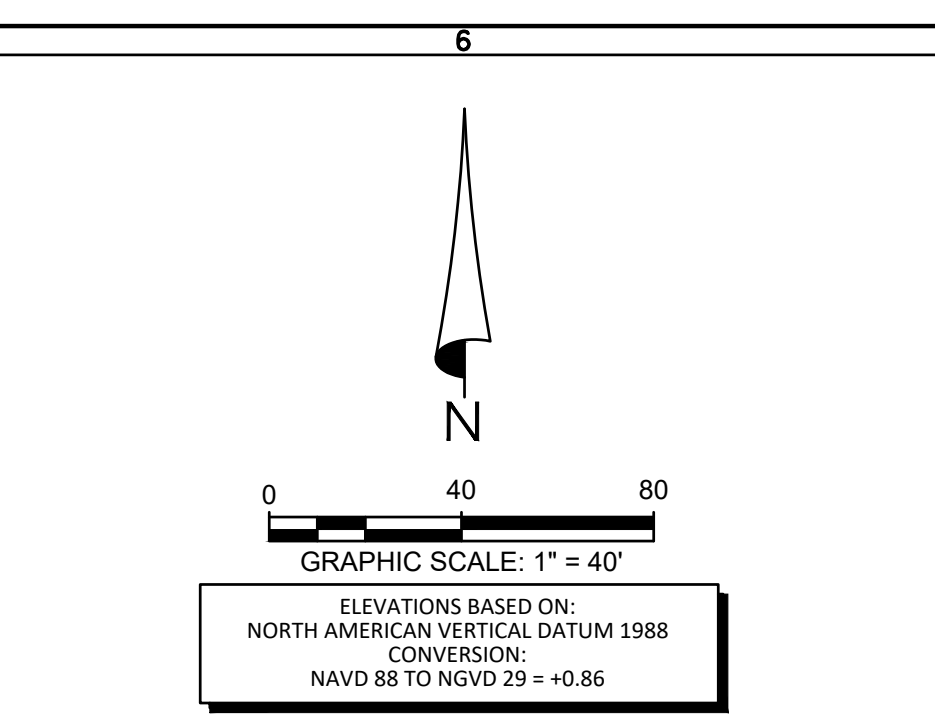 6
N
0 40 80
GRAPHIC SCALE: 1" = 40'
ELEVATIONS BASED ON:
NORTH AMERICAN VERTICAL DATUM 1988
CONVERSION:
NAVD 88 TO NGVD 29 = +0.86